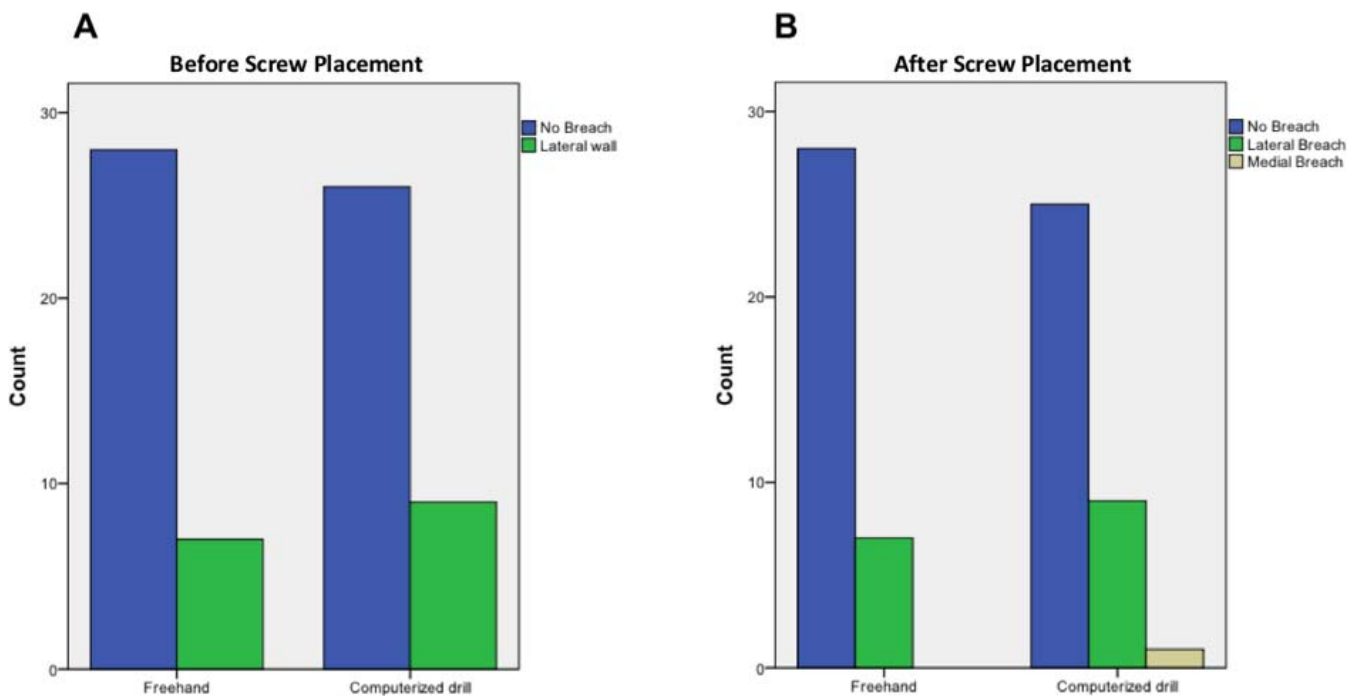 A
Before Screw Placement
30
20
10
0
Count
Freehand
Computerized drill
No Breach
Lateral wall
B
After Screw Placement
30
20
10
0
Count
Freehand
Computerized drill
No Breach
Lateral Breach
Medial Breach